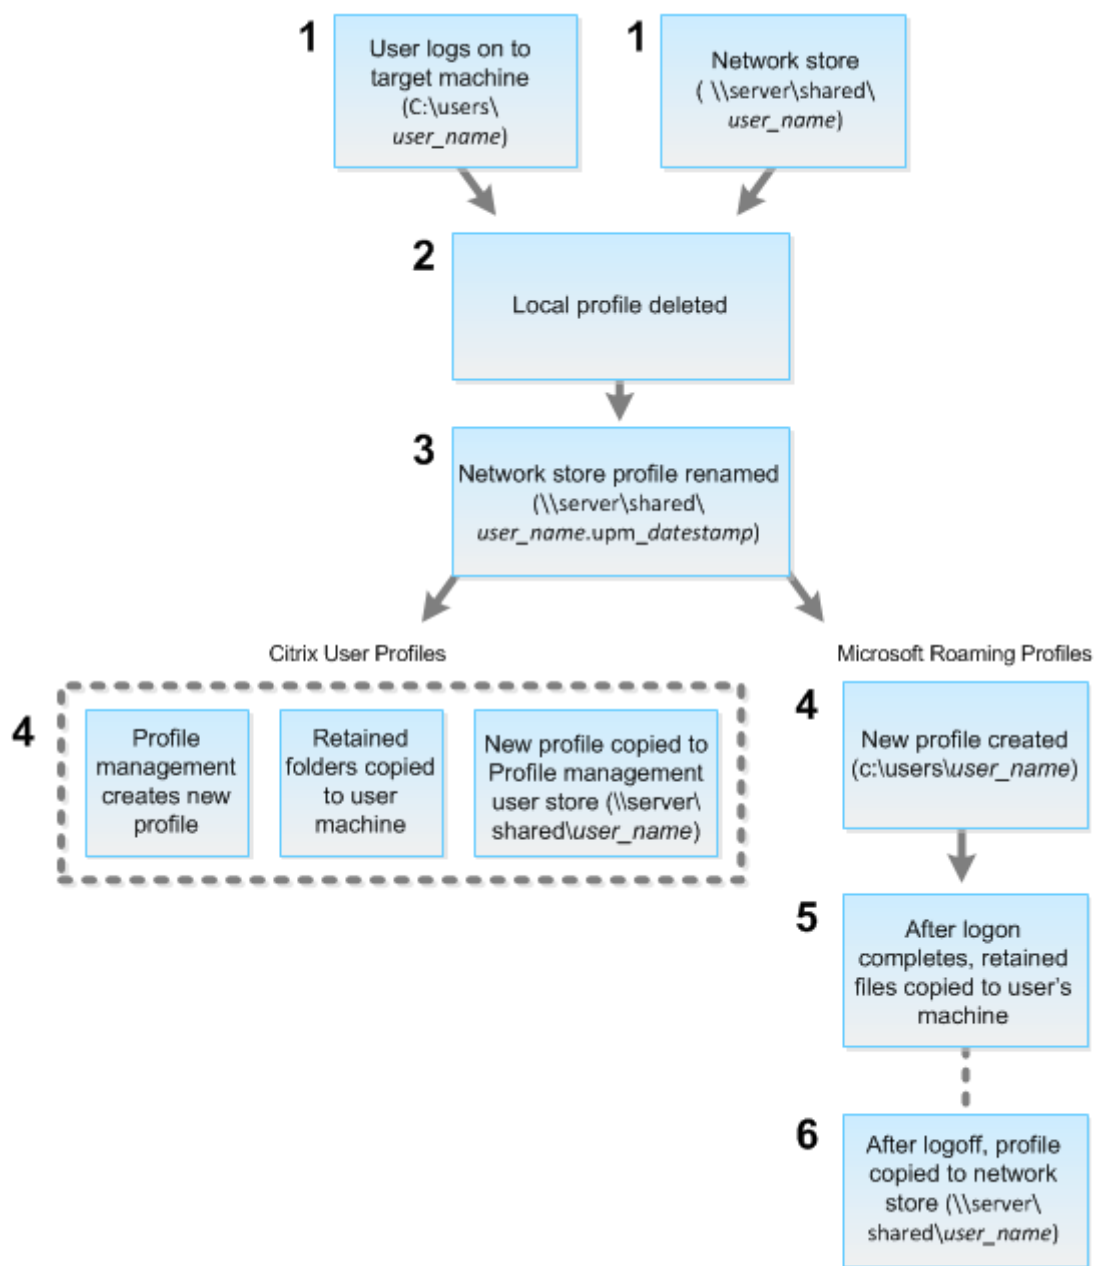 1
User logs on to
target machine
(C:\users\
user_name)
1
Network store
( \\server\shared\
user_name)
2
Local profile deleted
3
Network store profile renamed
(\\server\shared\
user_name.upm_datestamp)
Citrix User Profiles
4
Profile
management
creates new
profile
Retained
folders copied
to user
machine
New profile copied to
Profile management
user store (\\server\
shared\user_name)
Microsoft Roaming Profiles
4
New profile created
(c:\users\user_name)
5
After logon
completes, retained
files copied to user's
machine
6
After logoff, profile
copied to network
store (\\server\
shared\user_name)